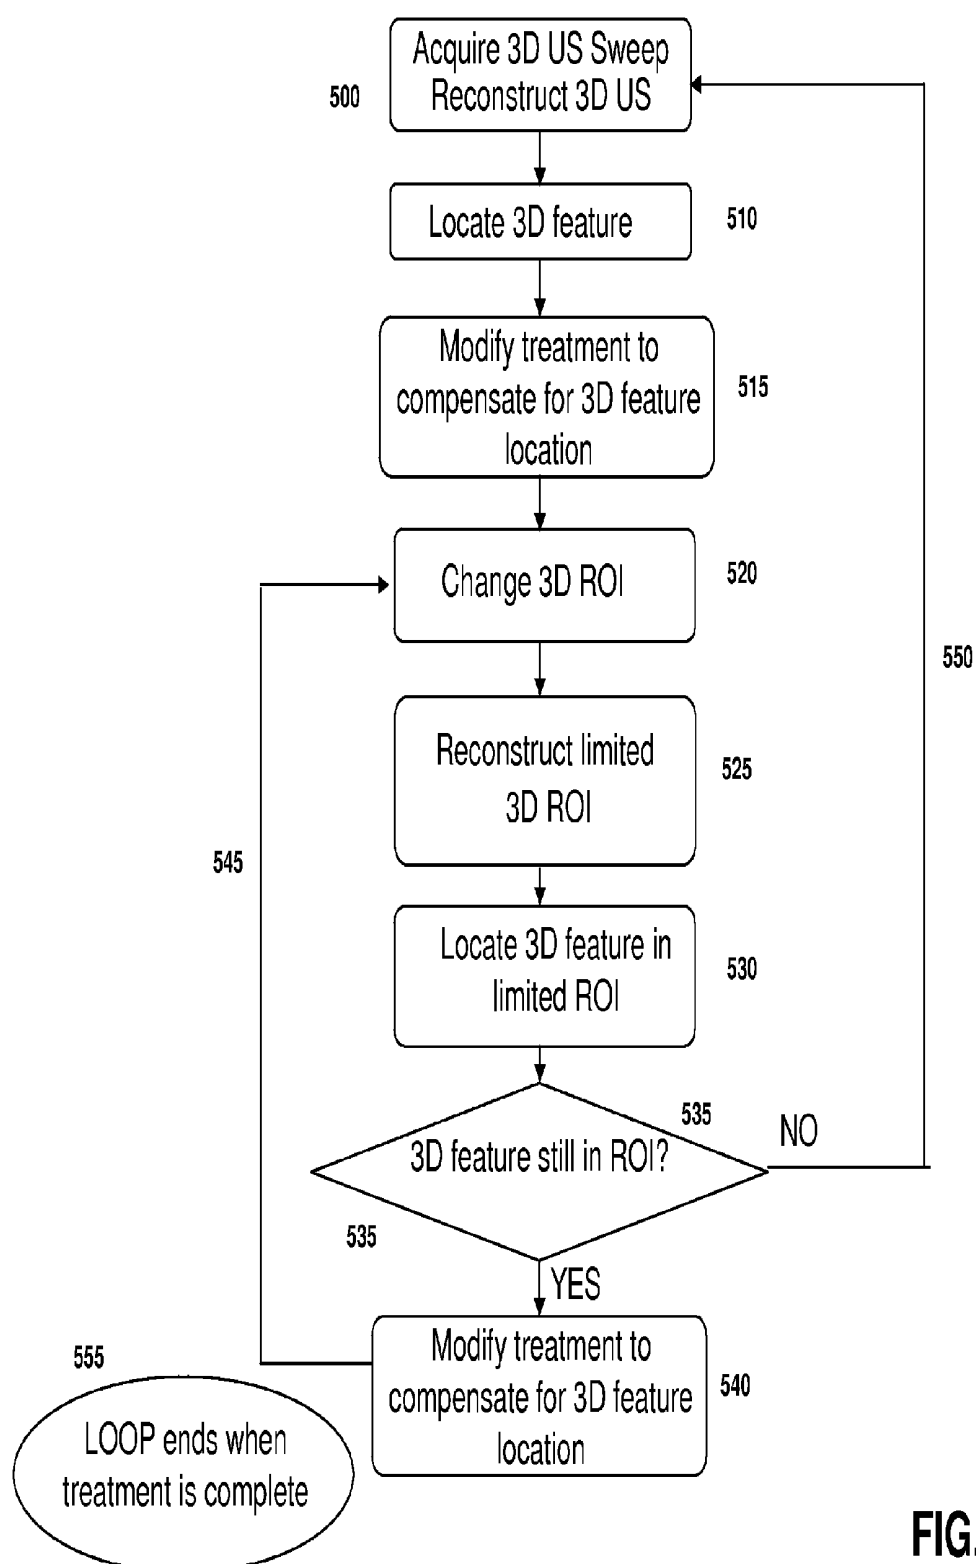 Acquire 3D US Sweep
Reconstruct 3D US
500
Locate 3D feature
510
Modify treatment to
compensate for 3D feature
location
515
Change 3D ROI
520
550
Reconstruct limited
3D ROI
525
545
Locate 3D feature in
limited ROI
530
535
NO
3D feature still in ROI?
535
YES
Modify treatment to
compensate for 3D feature
location
540
555
LOOP ends when
treatment is complete
FIG.